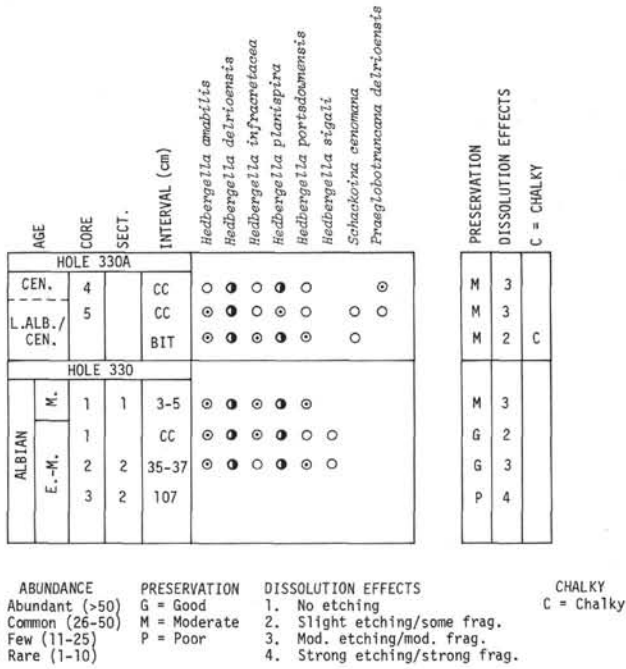 AGE CORE SECT. INTERVAL (cm) Hedbergella amabilis Hedbergella delrioensis Hedbergella infracretacea Hedbergella planispira Hedbergella portsdownensis Hedbergella sigali Schackoina cenomana Praeglobotruncana delrioensis PRESERVATION DISSOLUTION EFFECTS C = CHALKY
HOLE 330A
CEN. 4 CC M 3
L.ALB./ CEN. 5 CC M 3
BIT M 2 C
HOLE 330
ALBIAN M. 1 1 3-5 M 3
E.-M. 1 CC G 2
2 2 35-37 G 3
3 2 107 P 4
ABUNDANCE PRESERVATION DISSOLUTION EFFECTS CHALKY
Abundant (>50) G = Good 1. No etching C = Chalky
Common (26-50) M = Moderate 2. Slight etching/some frag.
Few (11-25) P = Poor 3. Mod. etching/mod. frag.
Rare (1-10) 4. Strong etching/strong frag.